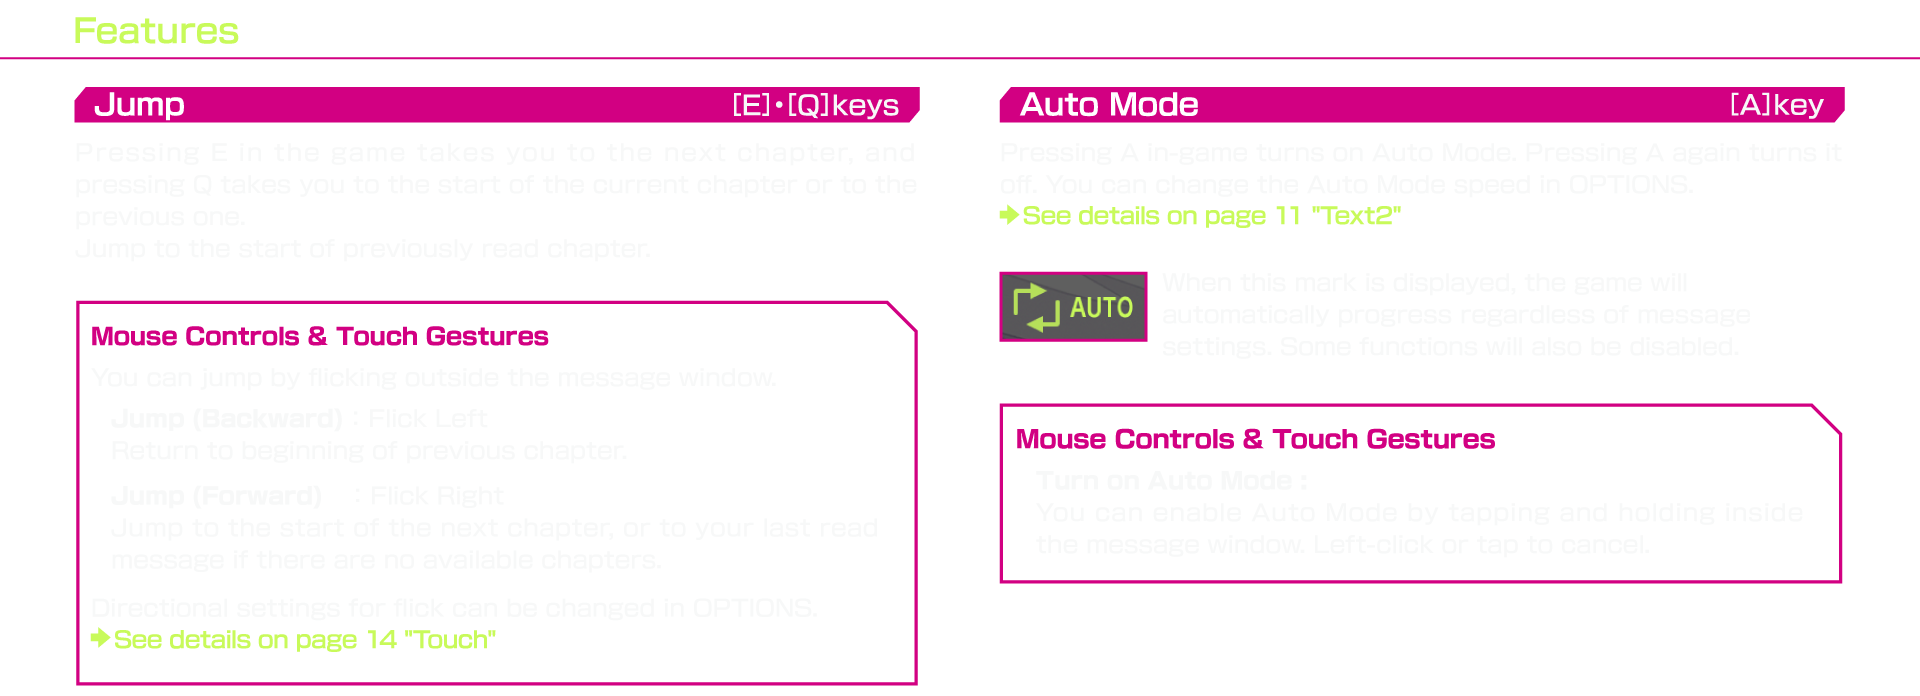 Features
Jump [E]・[Q]keys
Pressing E in the game takes you to the next chapter, and
pressing Q takes you to the start of the current chapter or to the
previous one.
Jump to the start of previously read chapter.
Mouse Controls & Touch Gestures
You can jump by flicking outside the message window.
Jump (Backward) : Flick Left
Return to beginning of previous chapter.
Jump (Forward) : Flick Right
Jump to the start of the next chapter, or to your last read
message if there are no available chapters.
Directional settings for flick can be changed in OPTIONS.
See details on page 14 "Touch"
Auto Mode [A]key
Pressing A in-game turns on Auto Mode. Pressing A again turns it
off. You can change the Auto Mode speed in OPTIONS.
See details on page 11 "Text2"
AUTO
When this mark is displayed, the game will
automatically progress regardless of message
settings. Some functions will also be disabled.
Mouse Controls & Touch Gestures
Turn on Auto Mode :
You can enable Auto Mode by tapping and holding inside
the message window. Left-click or tap to cancel.